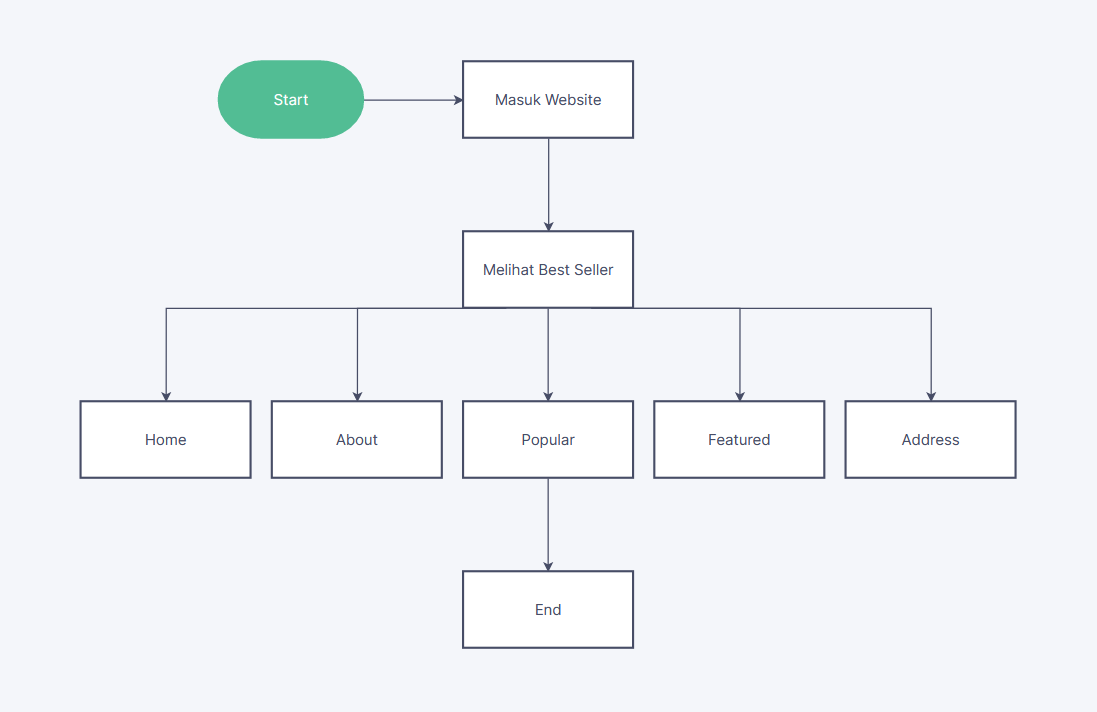 Start
Masuk Website
Melihat Best Seller
Home
About
Popular
Featured
Address
End